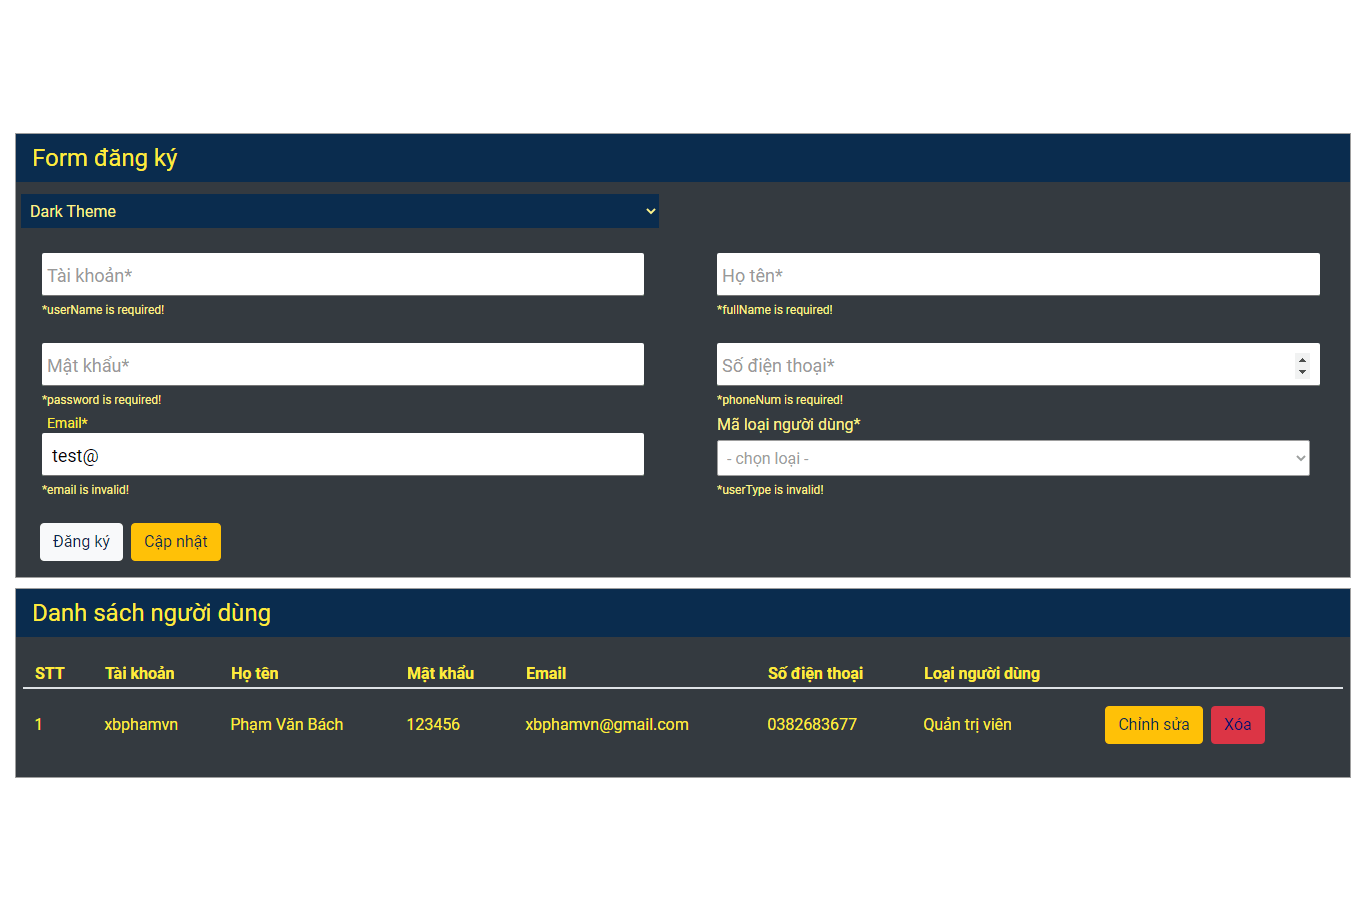 Form đăng ký
Dark Theme
Tài khoản*
Họ tên*
*userName is required!
*fullName is required!
Mật khẩu*
Số điện thoại*
*password is required!
*phoneNum is required!
Email*
Mã loại người dùng*
test@
- chọn loại -
*email is invalid!
*userType is invalid!
Đăng ký
Cập nhật
Danh sách người dùng
STT Tài khoản Họ tên Mật khẩu Email Số điện thoại Loại người dùng
1 xbphamvn Phạm Văn Bách 123456 xbphamvn@gmail.com 0382683677 Quản trị viên Chỉnh sửa Xóa